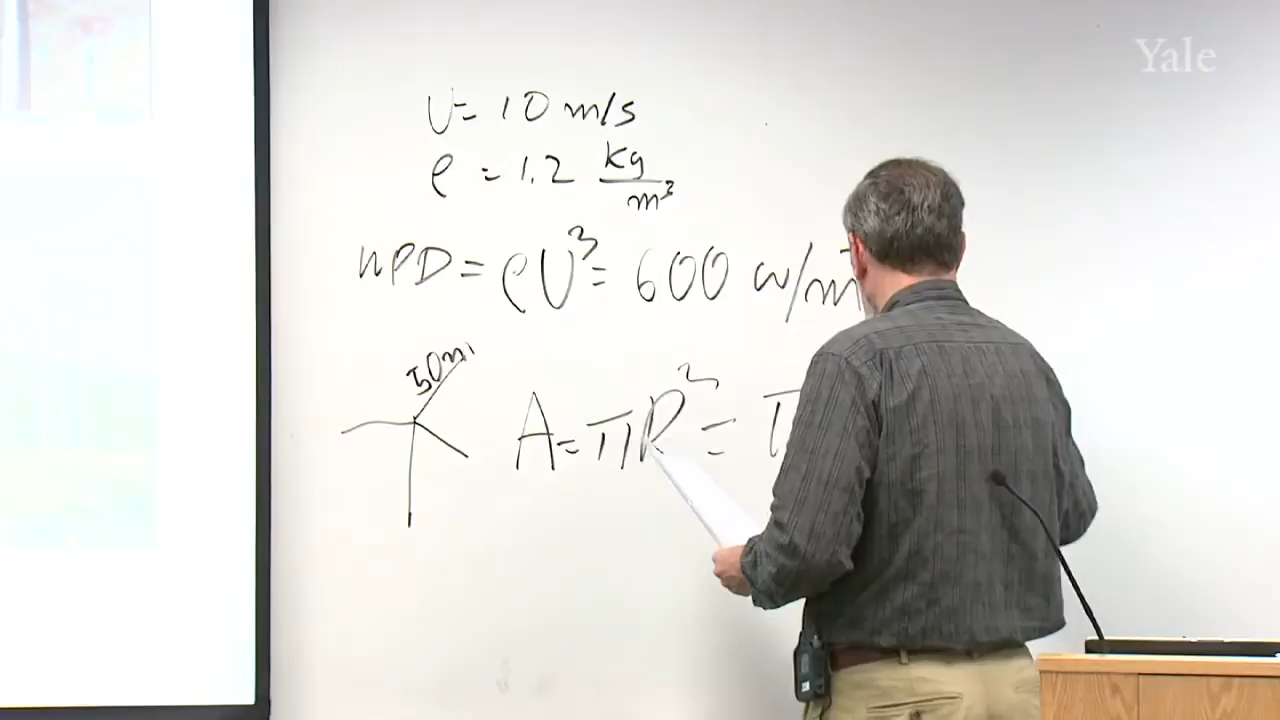 Yale
U = 10 m/s
ρ = 1.2 kg/m³
WPD = ρU³ = 600 W/m
50m
A = πR² = π